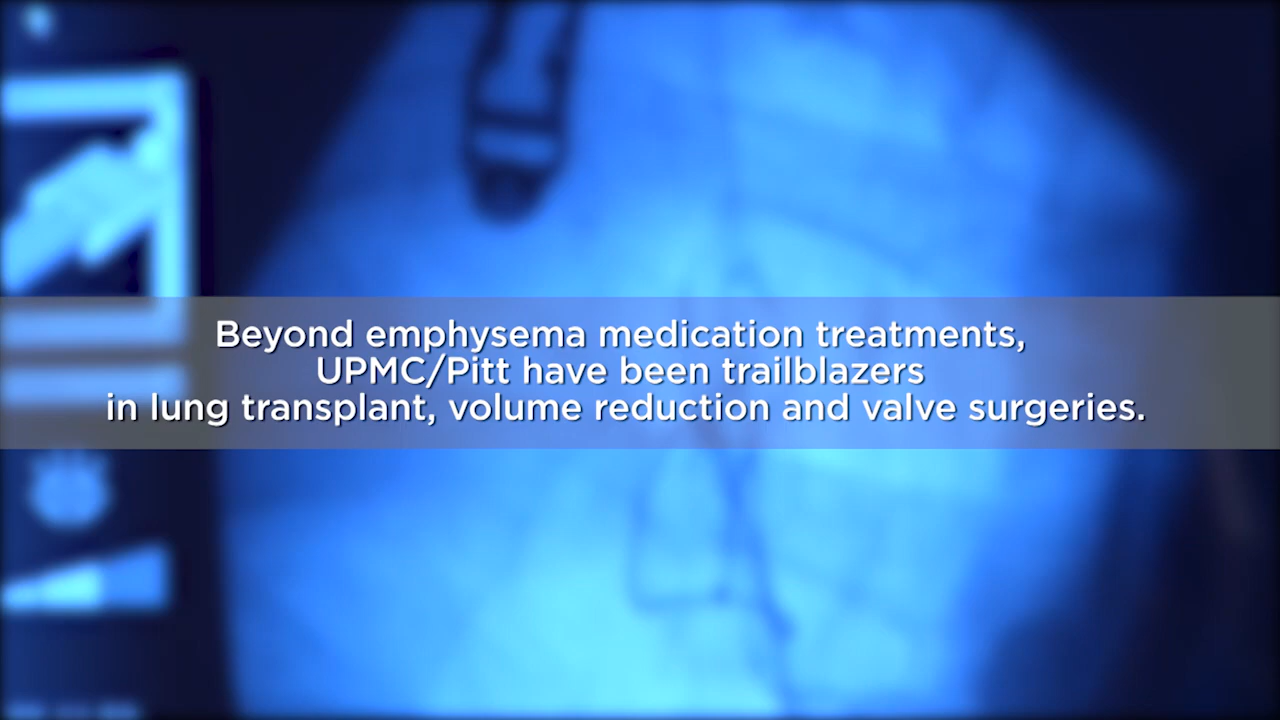 Beyond emphysema medication treatments,
UPMC/Pitt have been trailblazers
in lung transplant, volume reduction and valve surgeries.